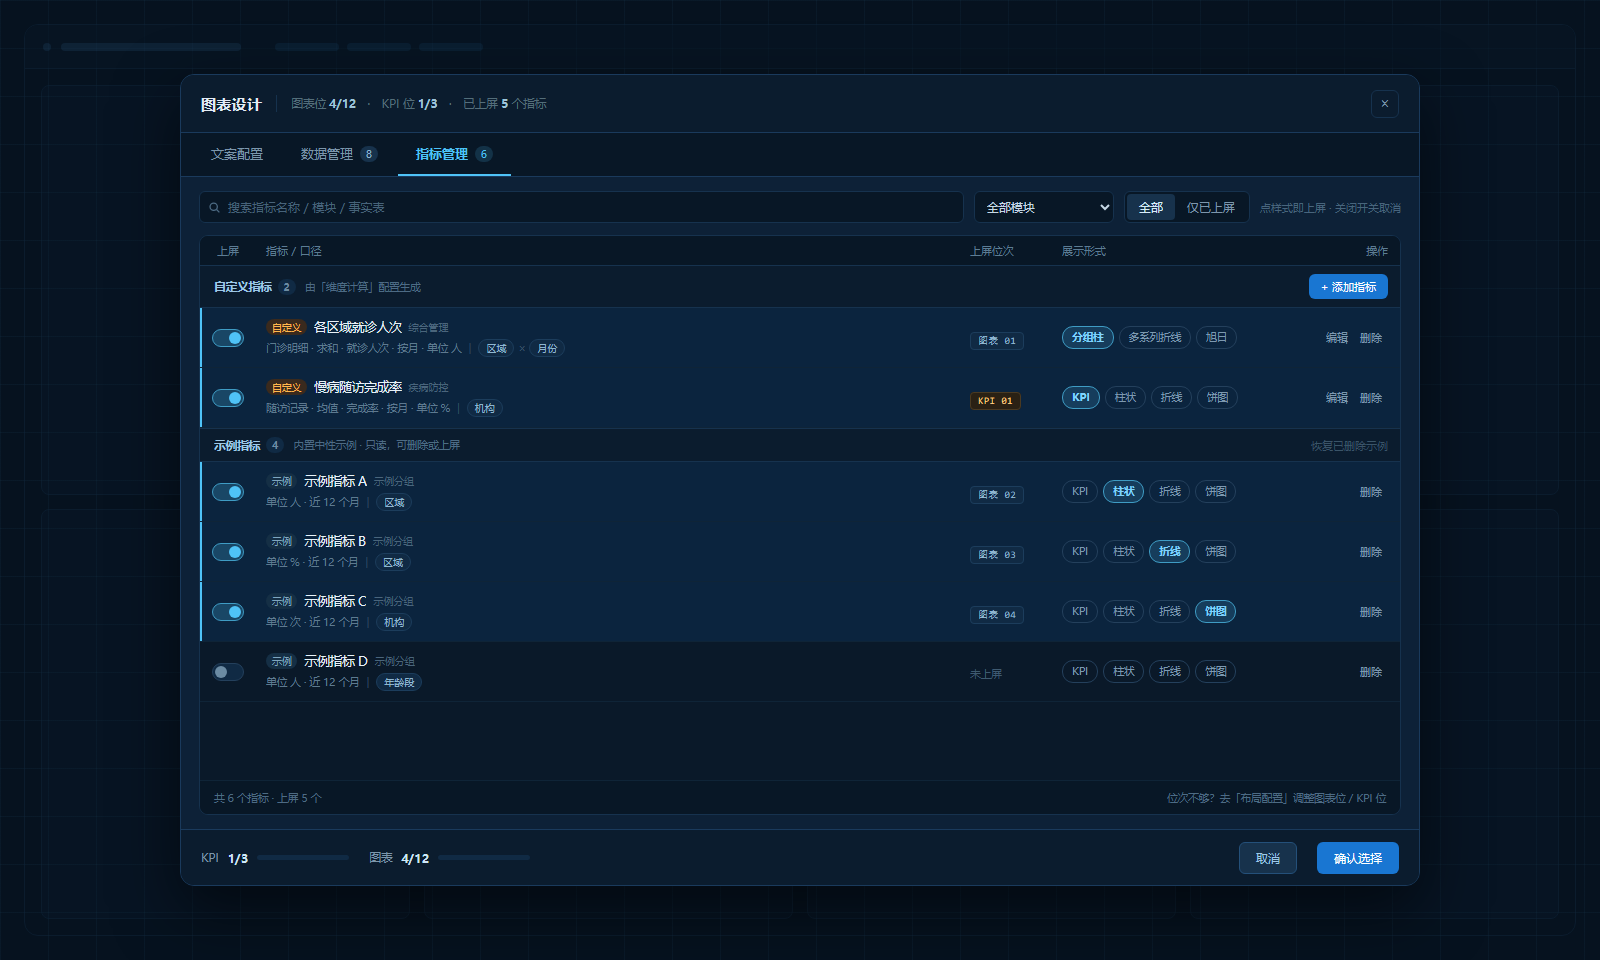 图表设计 图表位 4/12 · KPI 位 1/3 · 已上屏 5 个指标 ×
文案配置 数据管理 8 指标管理 6
搜索指标名称 / 模块 / 事实表 全部模块 全部 仅已上屏 点样式即上屏 · 关闭开关取消
上屏 指标 / 口径 上屏位次 展示形式 操作
自定义指标 2 由「维度计算」配置生成 + 添加指标
自定义 各区域就诊人次 综合管理
门诊明细 · 求和 · 就诊人次 · 按月 · 单位 人 | 区域 × 月份 图表 01 分组柱 多系列折线 旭日 编辑 删除
自定义 慢病随访完成率 疾病防控
随访记录 · 均值 · 完成率 · 按月 · 单位 % | 机构 KPI 01 KPI 柱状 折线 饼图 编辑 删除
示例指标 4 内置中性示例 · 只读，可删除或上屏 恢复已删除示例
示例 示例指标 A 示例分组
单位 人 · 近 12 个月 | 区域 图表 02 KPI 柱状 折线 饼图 删除
示例 示例指标 B 示例分组
单位 % · 近 12 个月 | 区域 图表 03 KPI 柱状 折线 饼图 删除
示例 示例指标 C 示例分组
单位 次 · 近 12 个月 | 机构 图表 04 KPI 柱状 折线 饼图 删除
示例 示例指标 D 示例分组
单位 人 · 近 12 个月 | 年龄段 未上屏 KPI 柱状 折线 饼图 删除
共 6 个指标 · 上屏 5 个 位次不够？去「布局配置」调整图表位 / KPI 位
KPI 1/3 图表 4/12 取消 确认选择